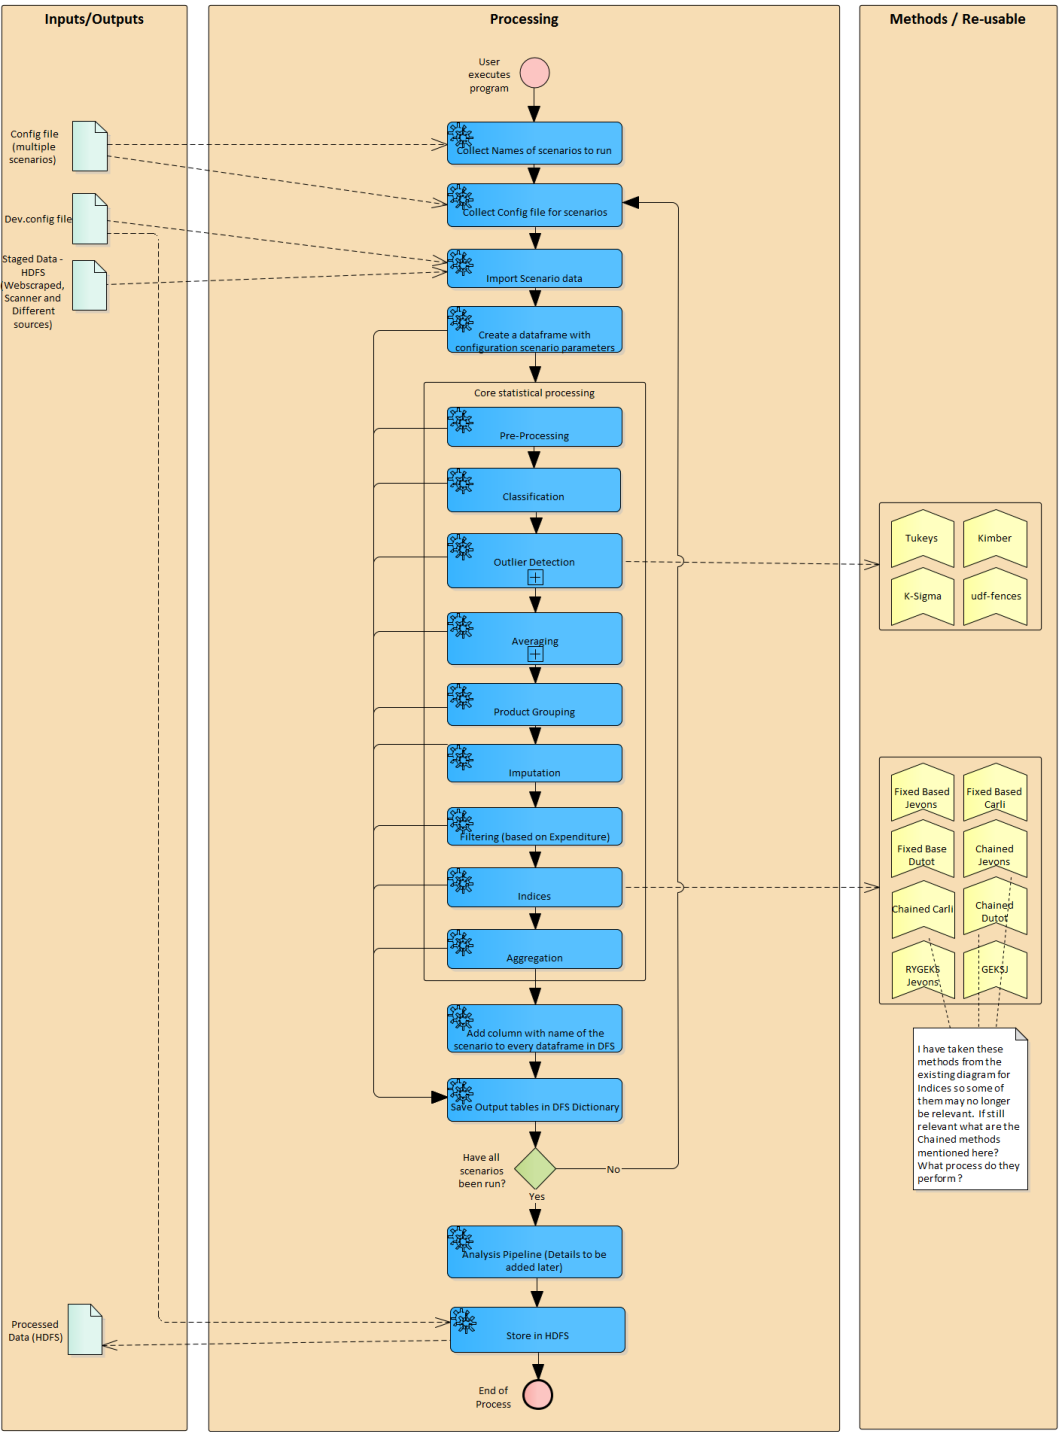 Inputs/Outputs
Processing
Methods / Re-usable
User
executes
program
Config file
(multiple
scenarios)
Collect Names of scenarios to run
Collect Config file for scenarios
Dev.config file
Staged Data -
HDFS
(Webscraped,
Scanner and
Different
sources)
Import Scenario data
Create a dataframe with
configuration scenario parameters
Core statistical processing
Pre-Processing
Classification
Outlier Detection
Averaging
Product Grouping
Imputation
Filtering (based on Expenditure)
Indices
Aggregation
Tukeys
Kimber
K-Sigma
udf-fences
Fixed Based
Jevons
Fixed Based
Carli
Fixed Base
Dutot
Chained
Jevons
Chained Carli
Chained
Dutot
RYGEKS
Jevons
GEKSJ
I have taken these
methods from the
existing diagram for
Indices so some of
them may no longer
be relevant. If still
relevant what are the
Chained methods
mentioned here?
What process do they
perform ?
Add column with name of the
scenario to every dataframe in DFS
Save Output tables in DFS Dictionary
Have all
scenarios
been run?
No
Yes
Analysis Pipeline (Details to be
added later)
Processed
Data (HDFS)
Store in HDFS
End of
Process